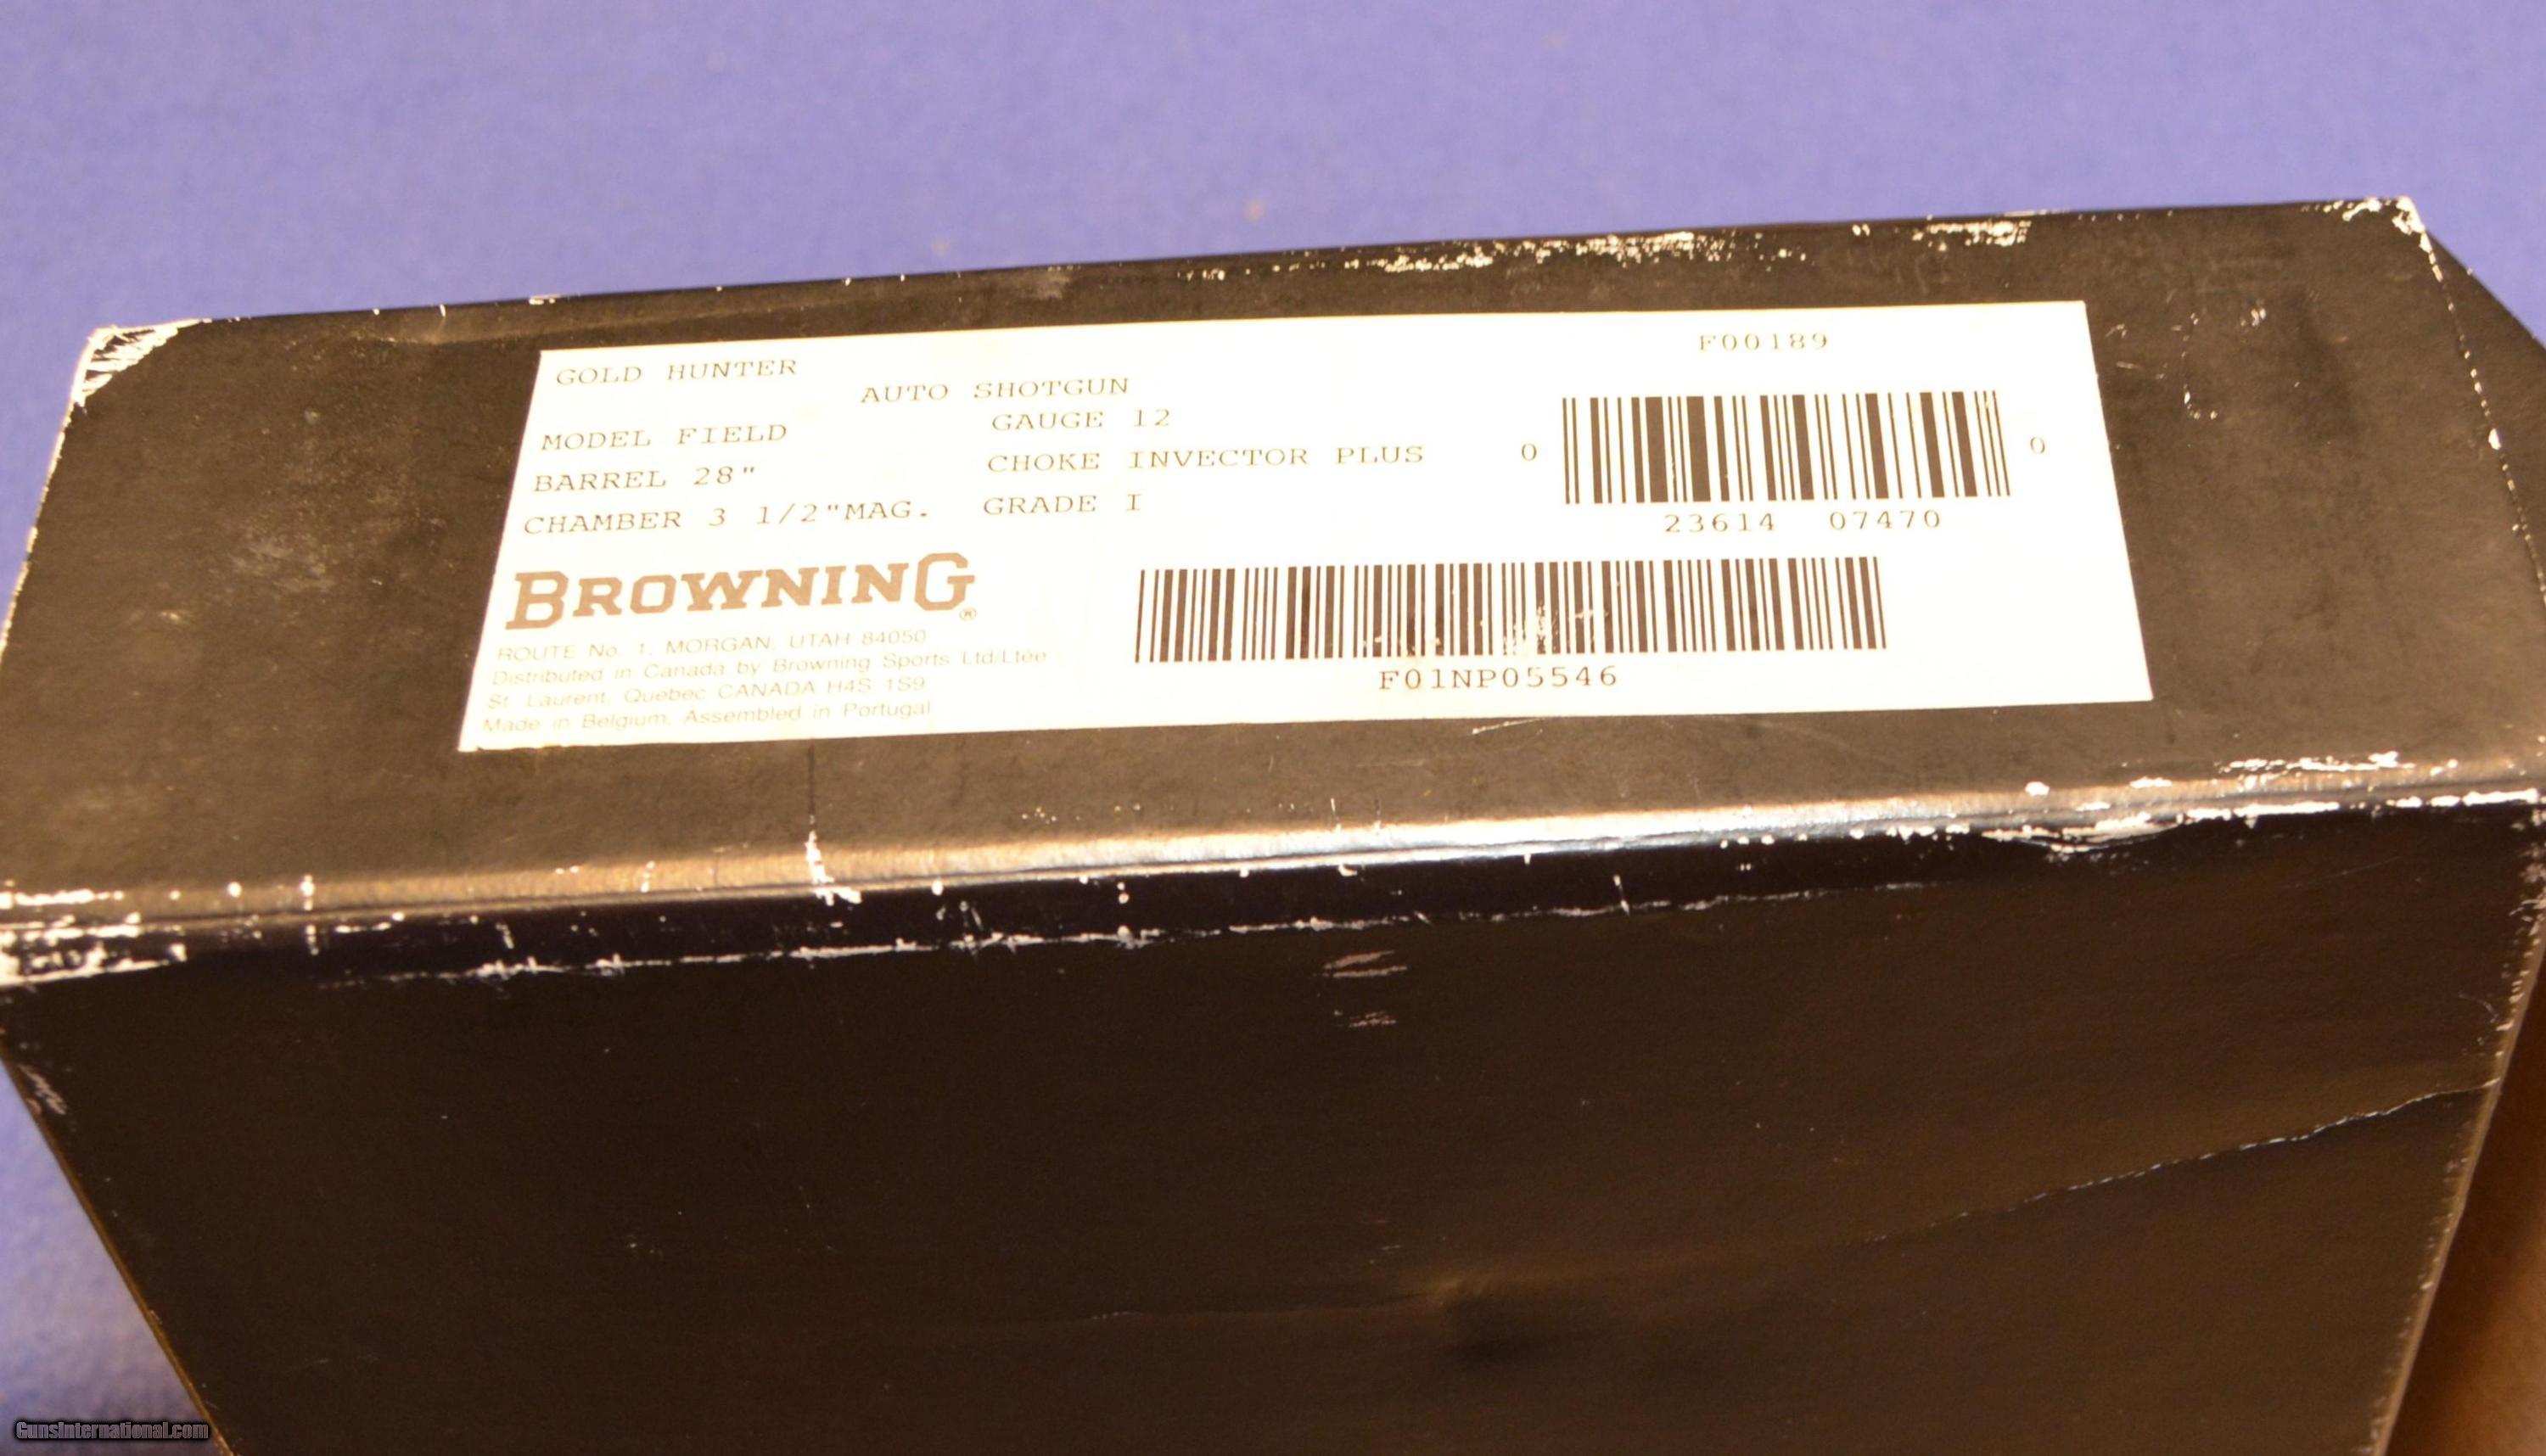 GOLD HUNTER
AUTO SHOTGUN
F00189
MODEL FIELD
GAUGE 12
BARREL 28"
CHOKE INVECTOR PLUS
CHAMBER 3 1/2"MAG.
GRADE I
0 23614 07470 0
BROWNING®
ROUTE No. 1, MORGAN, UTAH 84050
Distributed in Canada by Browning Sports Ltd/Ltée
St. Laurent, Quebec CANADA H4S 1S9
Made in Belgium, Assembled in Portugal
F01NP05546
GunsInternational.com